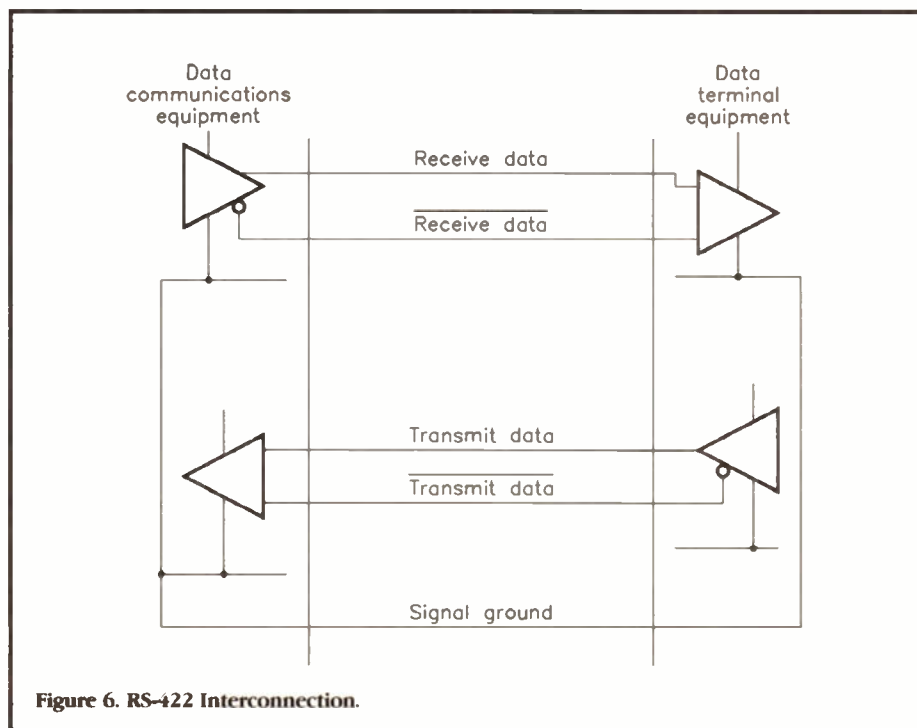 Data
communications
equipment
Data
terminal
equipment
Receive data
Receive data
Transmit data
Transmit data
Signal ground
Figure 6. RS-422 Interconnection.